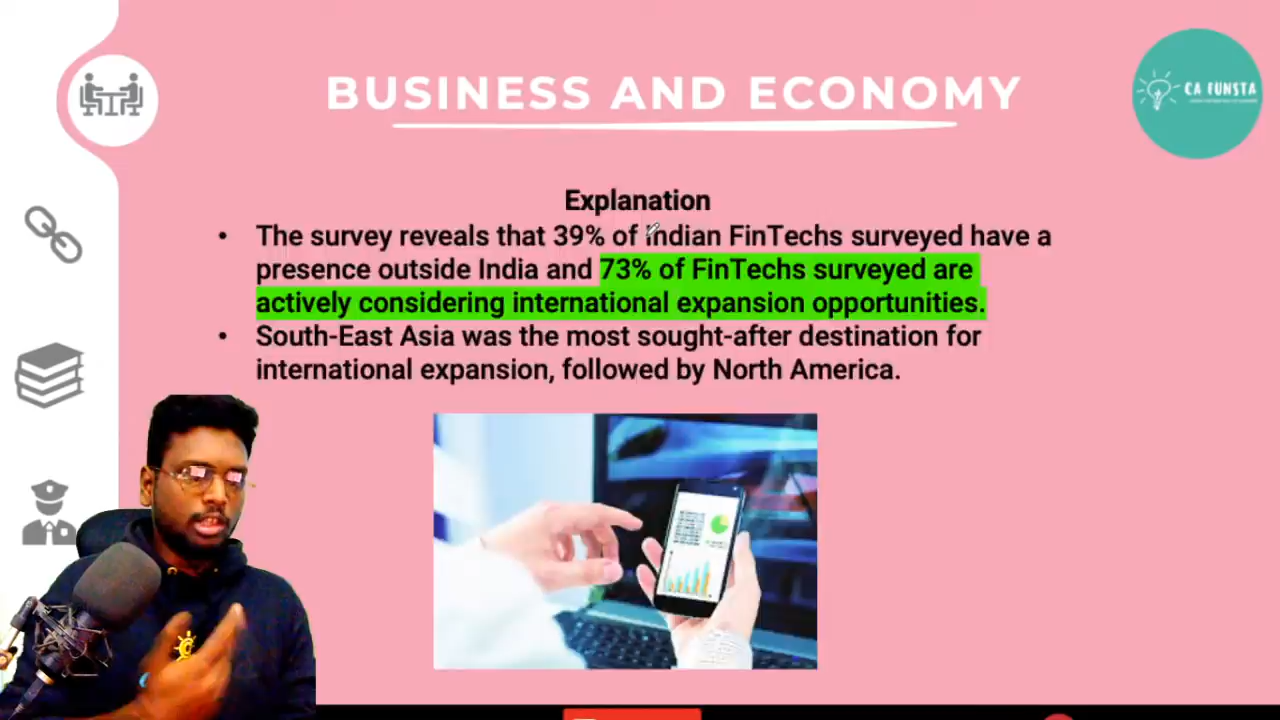 BUSINESS AND ECONOMY
CA FUNSTA
Explanation
• The survey reveals that 39% of Indian FinTechs surveyed have a
presence outside India and 73% of FinTechs surveyed are
actively considering international expansion opportunities.
• South-East Asia was the most sought-after destination for
international expansion, followed by North America.